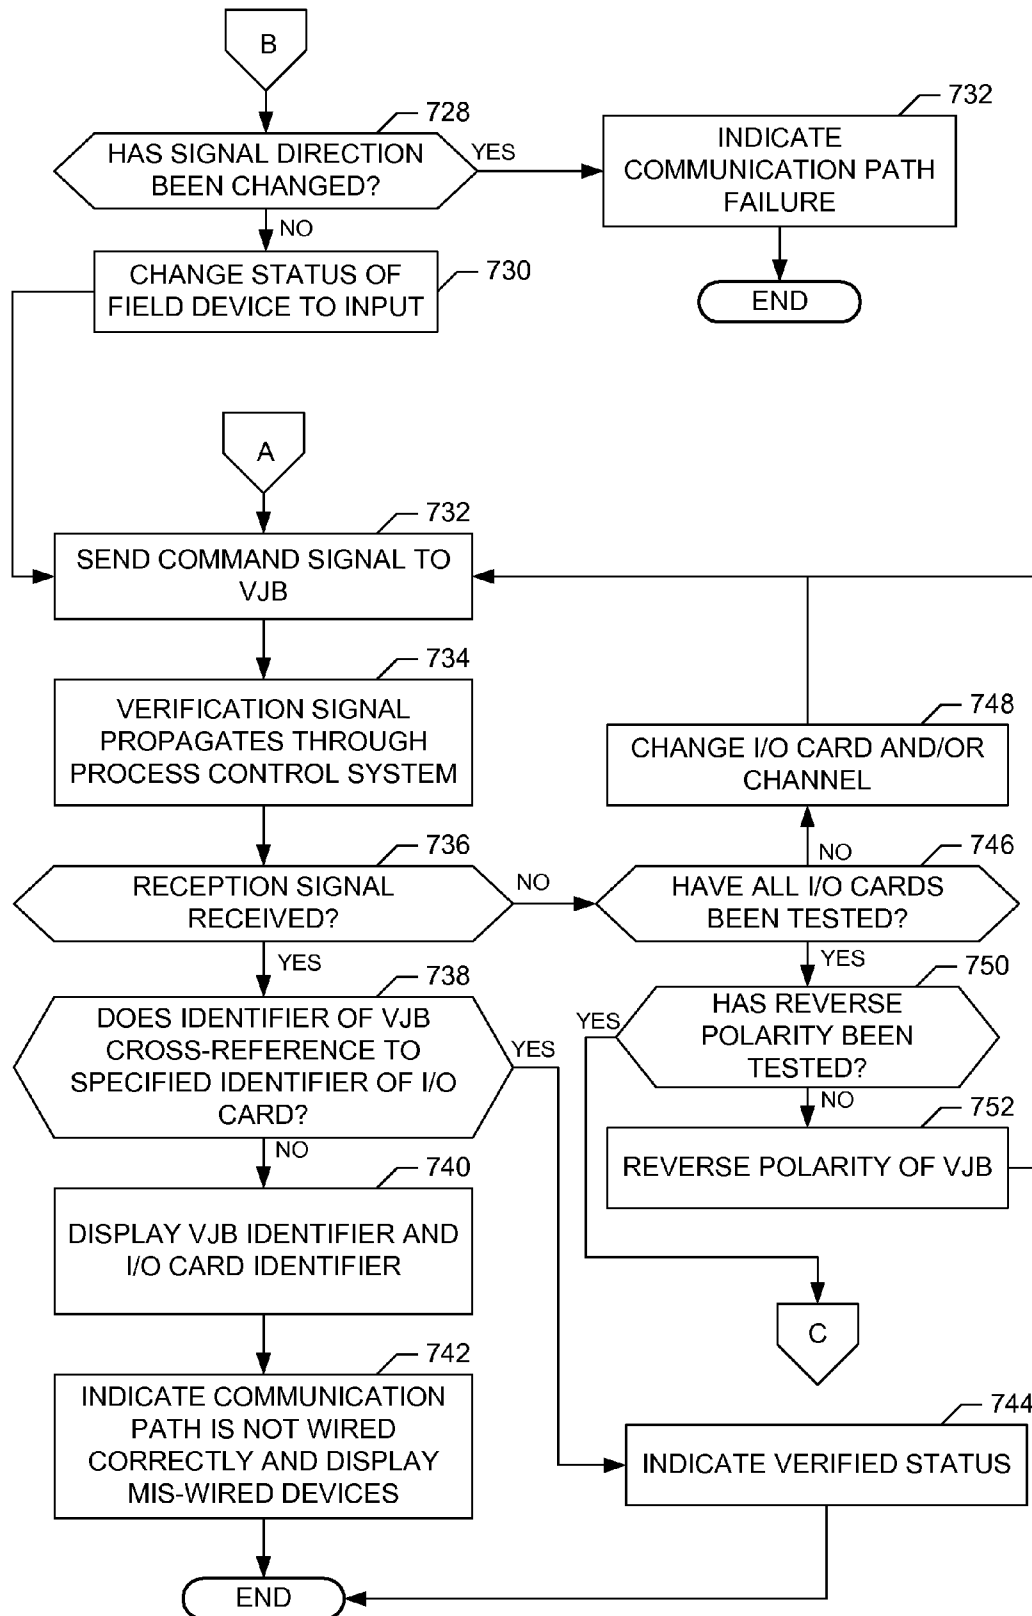 B
728
HAS SIGNAL DIRECTION
BEEN CHANGED?
YES
732
INDICATE
COMMUNICATION PATH
FAILURE
END
NO
CHANGE STATUS OF
FIELD DEVICE TO INPUT
730
A
732
SEND COMMAND SIGNAL TO
VJB
734
VERIFICATION SIGNAL
PROPAGATES THROUGH
PROCESS CONTROL SYSTEM
736
RECEPTION SIGNAL
RECEIVED?
NO
748
CHANGE I/O CARD AND/OR
CHANNEL
NO
746
HAVE ALL I/O CARDS
BEEN TESTED?
YES
750
HAS REVERSE
POLARITY BEEN
TESTED?
YES
NO
752
REVERSE POLARITY OF VJB
C
YES
738
DOES IDENTIFIER OF VJB
CROSS-REFERENCE TO
SPECIFIED IDENTIFIER OF I/O
CARD?
YES
NO
740
DISPLAY VJB IDENTIFIER AND
I/O CARD IDENTIFIER
742
INDICATE COMMUNICATION
PATH IS NOT WIRED
CORRECTLY AND DISPLAY
MIS-WIRED DEVICES
744
INDICATE VERIFIED STATUS
END